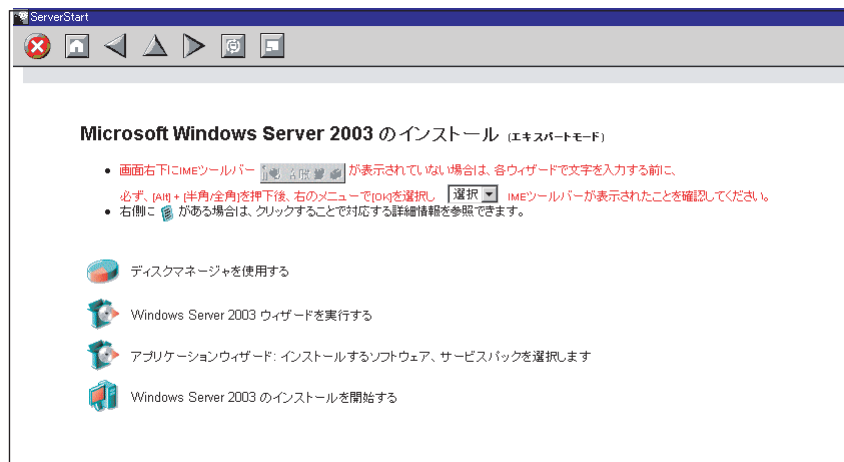 ServerStart
Microsoft Windows Server 2003 のインストール (エキスパートモード)
画面右下にIMEツールバー が表示されていない場合は、各ウィザードで文字を入力する前に、
必ず、[Alt] + [半角/全角]を押下後、右のメニューで[OK]を選択し 選択 IMEツールバーが表示されたことを確認してください。
右側に がある場合は、クリックすることで対応する詳細情報を参照できます。
ディスクマネージャを使用する
Windows Server 2003 ウィザードを実行する
アプリケーションウィザード: インストールするソフトウェア、サービスパックを選択します
Windows Server 2003 のインストールを開始する